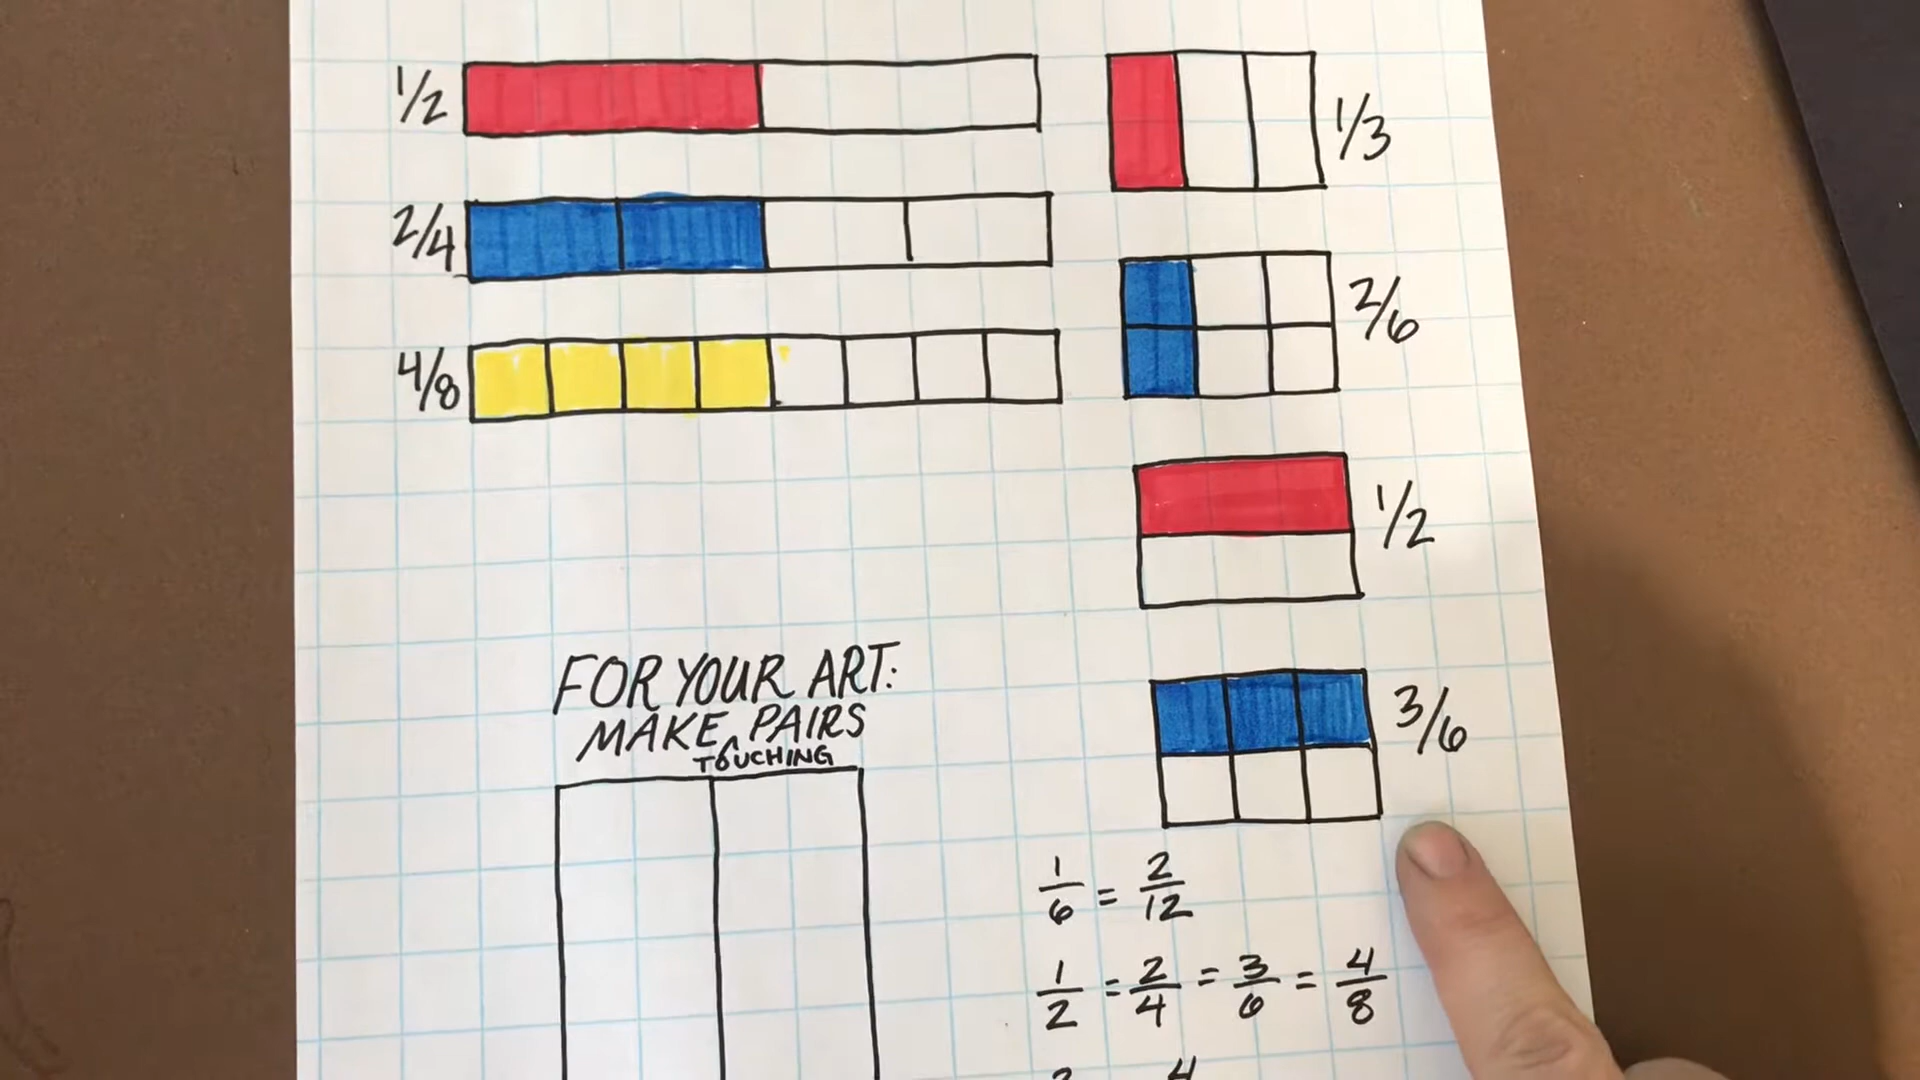 1/2
2/4
4/8
1/3
2/6
1/2
3/6
FOR YOUR ART:
MAKE ^ PAIRS
TOUCHING
1/6 = 2/12
1/2 = 2/4 = 3/6 = 4/8